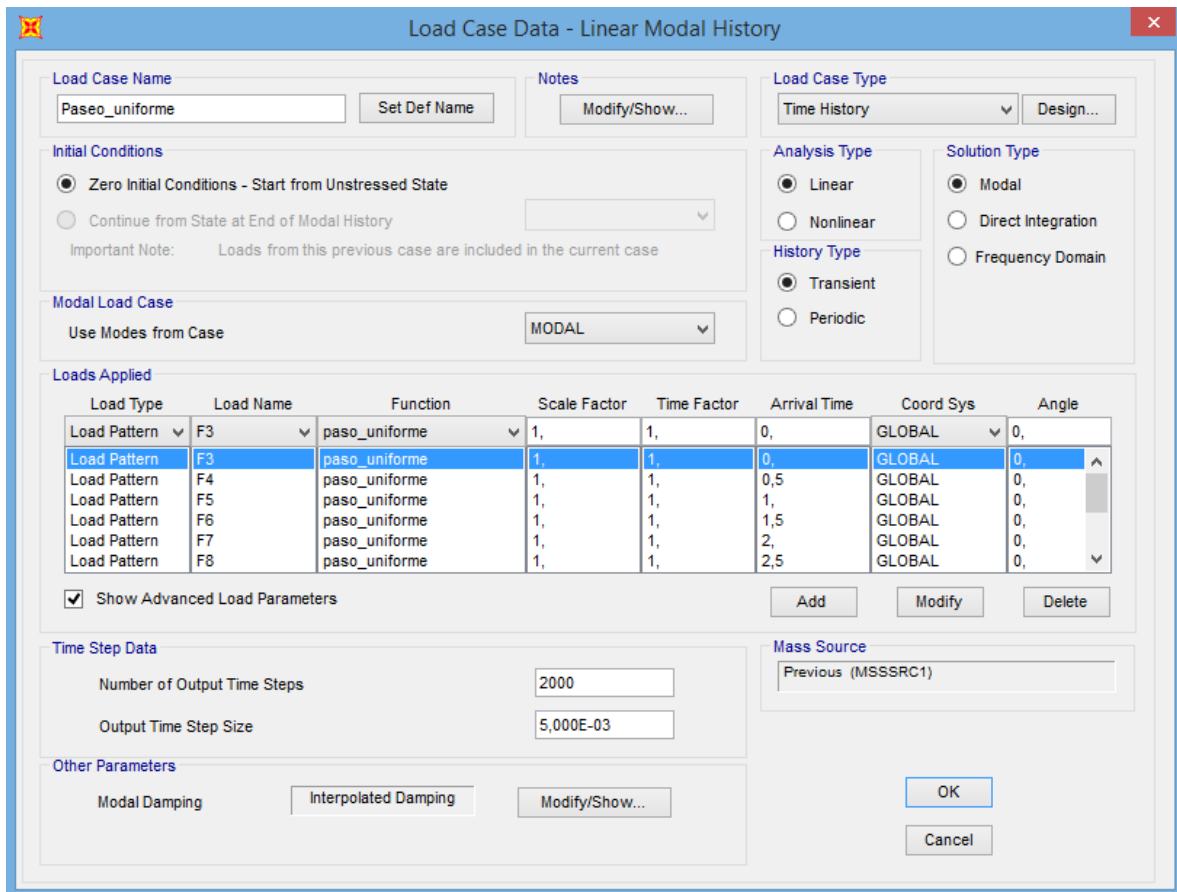 Load Case Data - Linear Modal History
Load Case Name
Paseo_uniforme
Set Def Name
Notes
Modify/Show...
Load Case Type
Time History
Design...
Initial Conditions
Zero Initial Conditions - Start from Unstressed State
Continue from State at End of Modal History
Important Note: Loads from this previous case are included in the current case
Analysis Type
Linear
Nonlinear
Solution Type
Modal
Direct Integration
Frequency Domain
History Type
Transient
Periodic
Modal Load Case
Use Modes from Case
MODAL
Loads Applied
Load Type Load Name Function Scale Factor Time Factor Arrival Time Coord Sys Angle
Load Pattern F3 paso_uniforme 1, 1, 0, GLOBAL 0,
Load Pattern F3 paso_uniforme 1, 1, 0, GLOBAL 0,
Load Pattern F4 paso_uniforme 1, 1, 0,5 GLOBAL 0,
Load Pattern F5 paso_uniforme 1, 1, 1, GLOBAL 0,
Load Pattern F6 paso_uniforme 1, 1, 1,5 GLOBAL 0,
Load Pattern F7 paso_uniforme 1, 1, 2, GLOBAL 0,
Load Pattern F8 paso_uniforme 1, 1, 2,5 GLOBAL 0,
Show Advanced Load Parameters
Add Modify Delete
Time Step Data
Number of Output Time Steps 2000
Output Time Step Size 5,000E-03
Mass Source
Previous (MSSSRC1)
Other Parameters
Modal Damping Interpolated Damping Modify/Show...
OK
Cancel